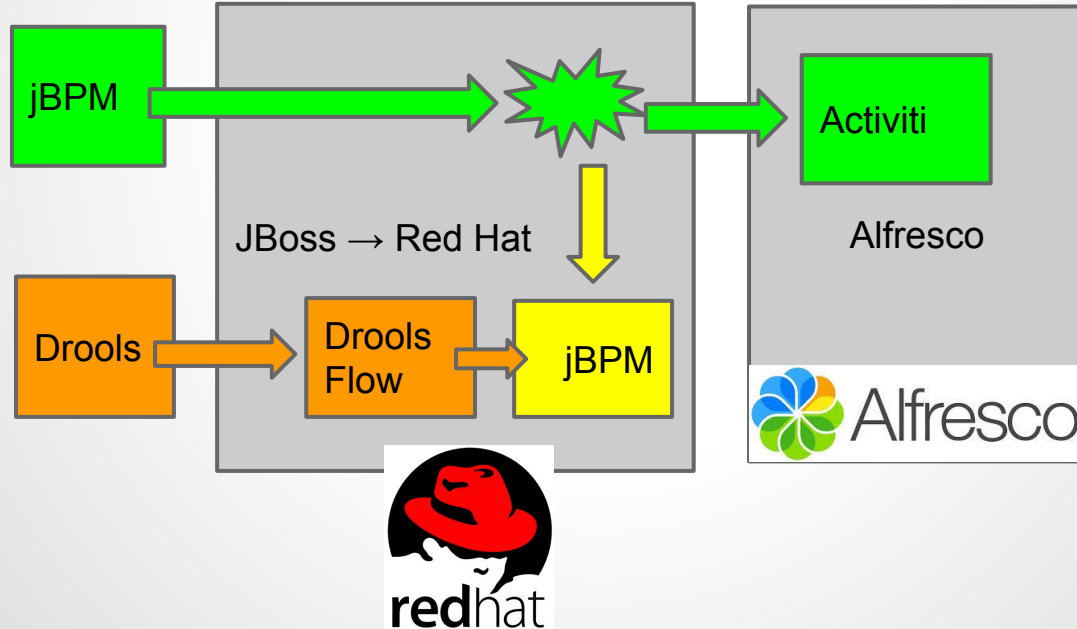 jBPM
Activiti
JBoss → Red Hat
Alfresco
Drools
Drools
Flow
jBPM
Alfresco
redhat